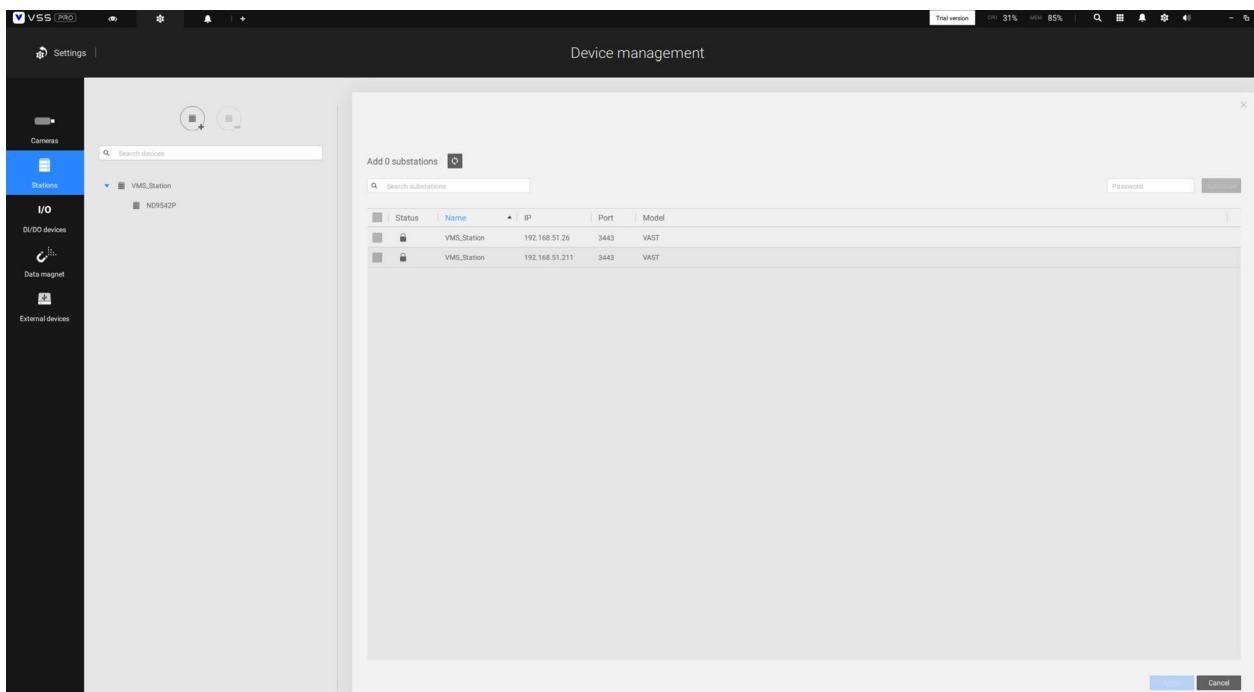 VSS PRO
Trial version CPU 31% MEM 85%
Settings
Device management
Cameras
Stations
I/O
DI/DO devices
Data magnet
External devices
Search devices
VMS_Station
ND9542P
Add 0 substations
Search substations
Password
Status Name IP Port Model
VMS_Station 192.168.51.26 3443 VAST
VMS_Station 192.168.51.211 3443 VAST
Cancel